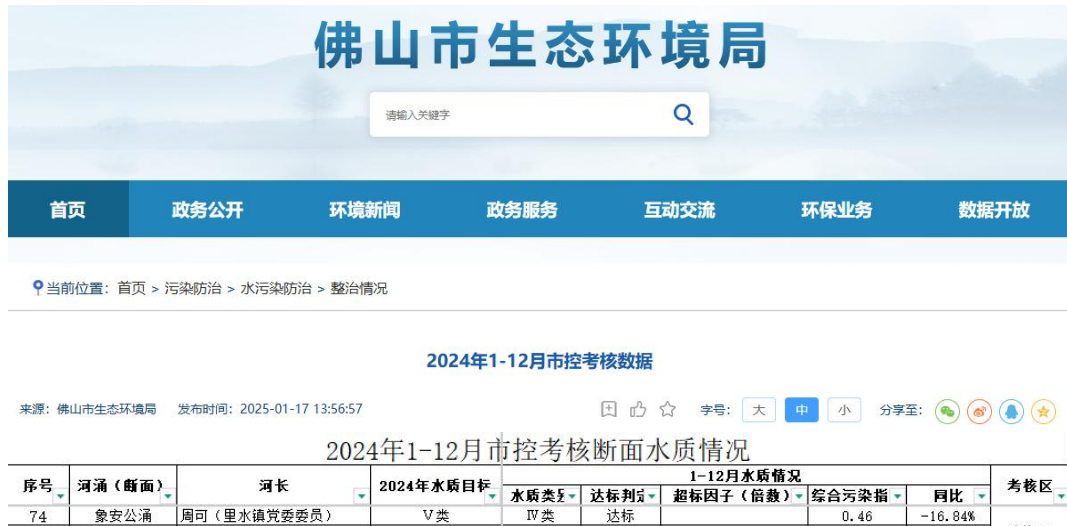 佛山市生态环境局
请输入关键字
首页 政务公开 环境新闻 政务服务 互动交流 环保业务 数据开放
当前位置：首页 > 污染防治 > 水污染防治 > 整治情况
2024年1-12月市控考核数据
来源：佛山市生态环境局 发布时间：2025-01-17 13:56:57 字号： 大 中 小 分享至：
2024年1-12月市控考核断面水质情况
序号 河涌（断面） 河长 2024年水质目标 1-12月水质情况 考核区
水质类别 达标判定 超标因子（倍数） 综合污染指 同比
74 象安公涌 周可（里水镇党委委员） Ⅴ类 Ⅳ类 达标 0.46 -16.84%